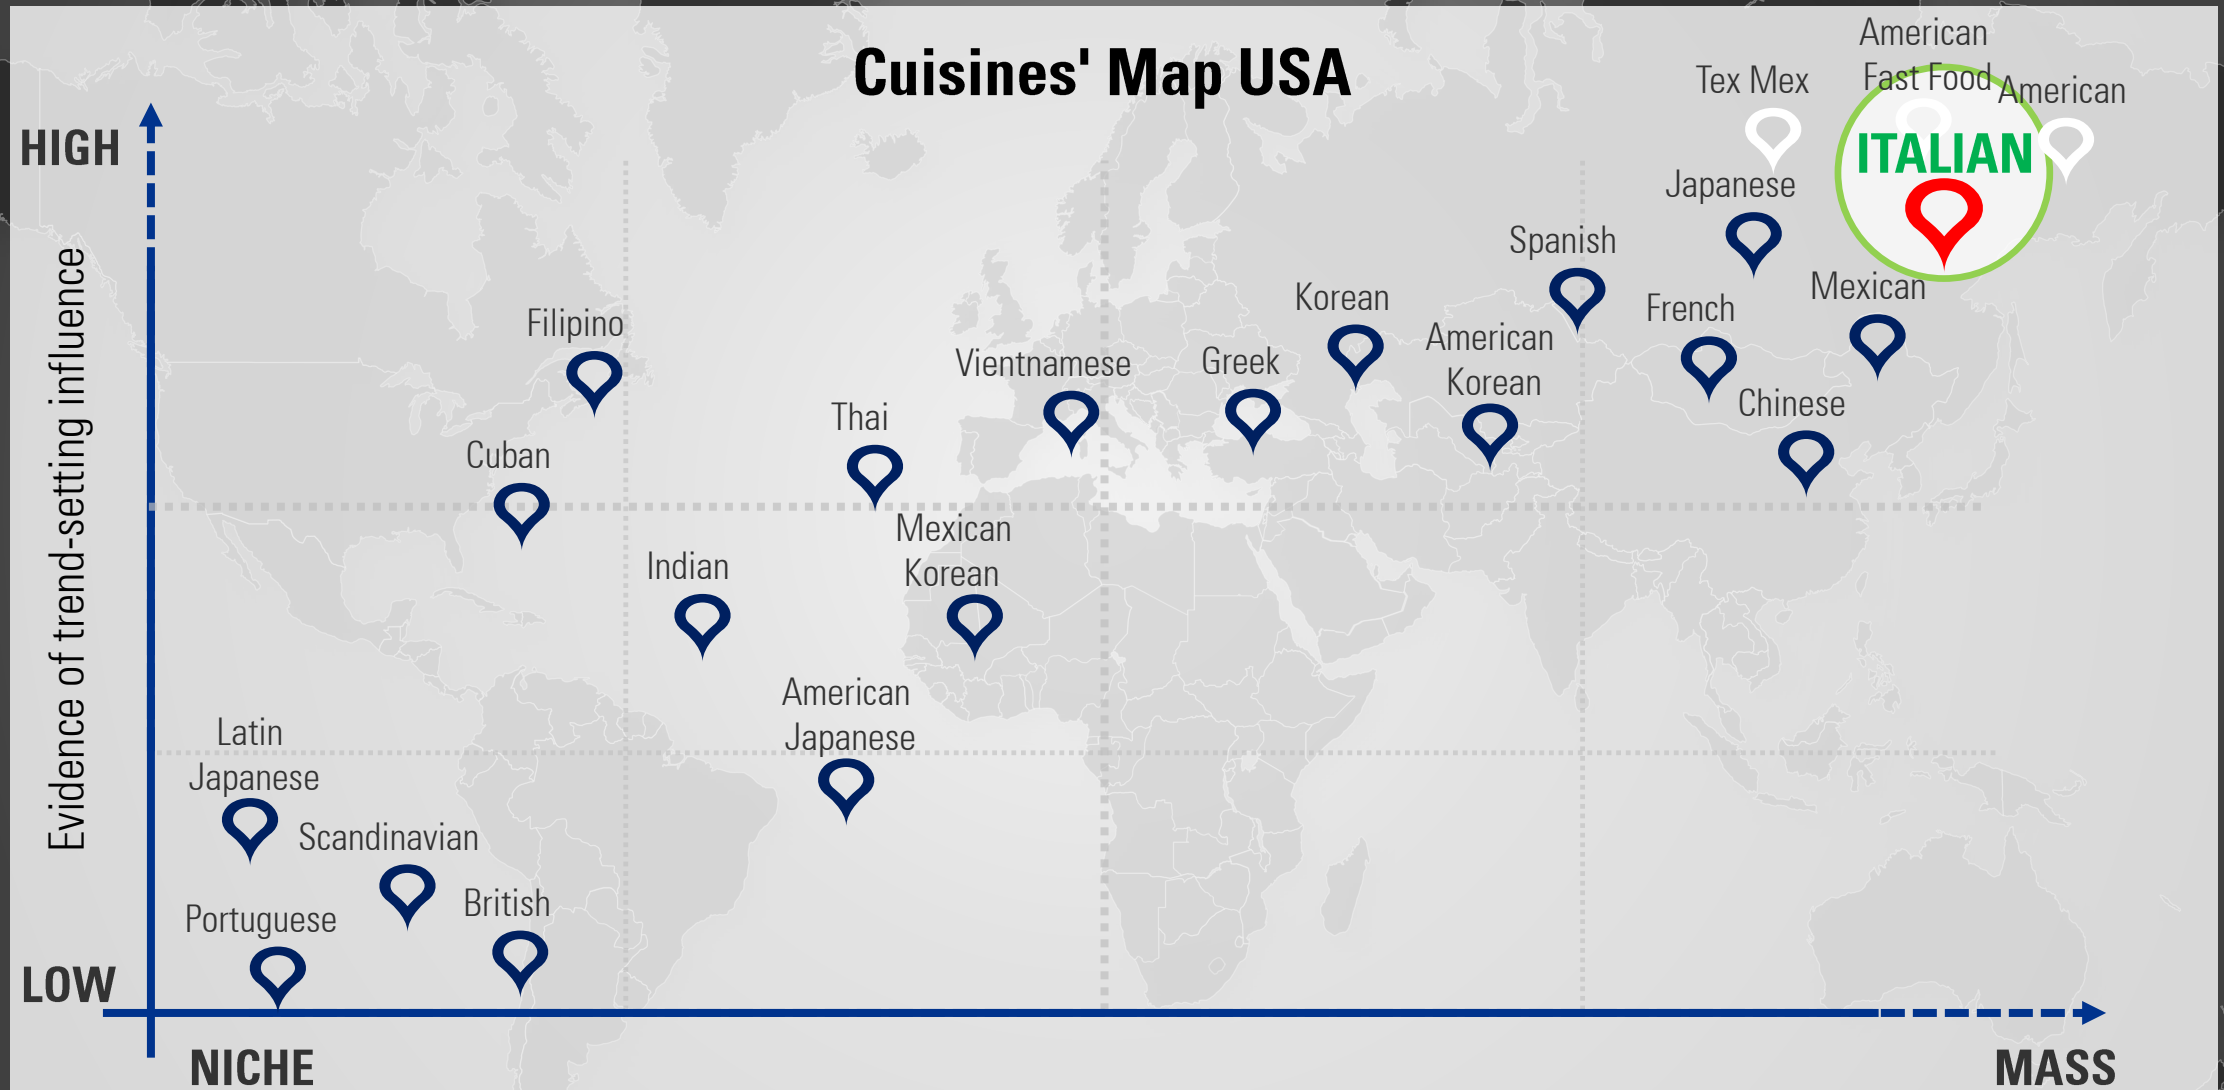 Cuisines' Map USA
HIGH
Evidence of trend-setting influence
LOW
NICHE
MASS
American
Fast Food
Tex Mex
American
ITALIAN
Japanese
Spanish
Mexican
Korean
French
Filipino
American
Korean
Vientnamese
Greek
Chinese
Thai
Cuban
Mexican
Korean
Indian
American
Japanese
Latin
Japanese
Scandinavian
British
Portuguese